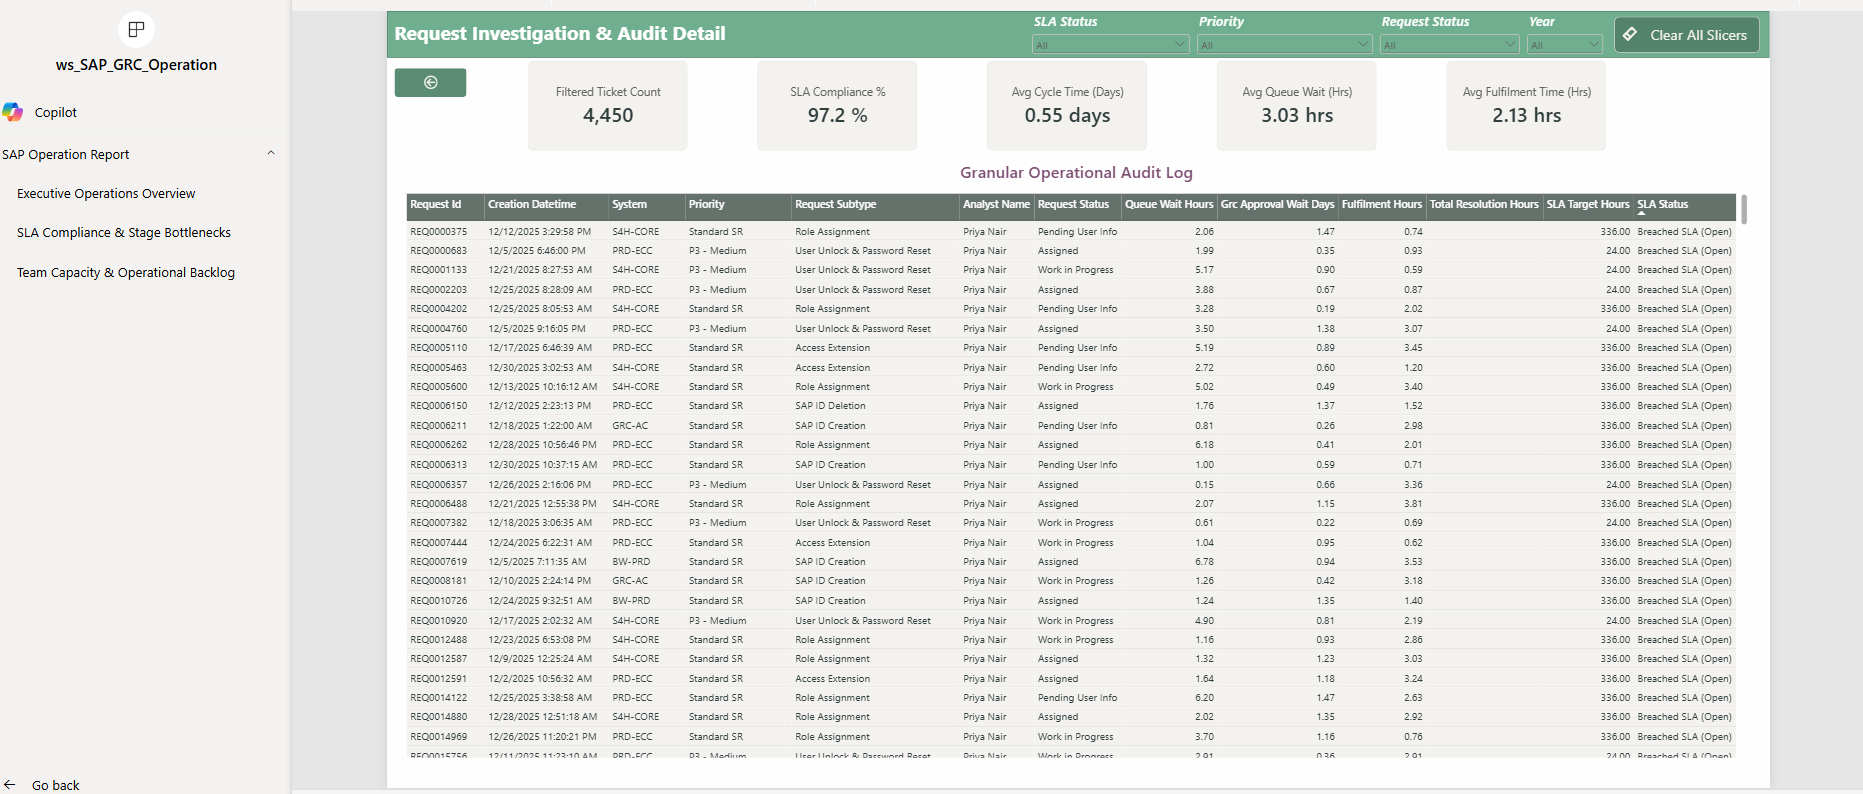 ws_SAP_GRC_Operation
Copilot
SAP Operation Report
Executive Operations Overview
SLA Compliance & Stage Bottlenecks
Team Capacity & Operational Backlog
Go back
Request Investigation & Audit Detail
SLA Status
All
Priority
All
Request Status
All
Year
All
Clear All Slicers
Filtered Ticket Count
4,450
SLA Compliance %
97.2 %
Avg Cycle Time (Days)
0.55 days
Avg Queue Wait (Hrs)
3.03 hrs
Avg Fulfilment Time (Hrs)
2.13 hrs
Granular Operational Audit Log
Request Id Creation Datetime System Priority Request Subtype Analyst Name Request Status Queue Wait Hours Grc Approval Wait Days Fulfilment Hours Total Resolution Hours SLA Target Hours SLA Status
REQ0000375 12/12/2025 3:29:58 PM S4H-CORE Standard SR Role Assignment Priya Nair Pending User Info 2.06 1.47 0.74 336.00 Breached SLA (Open)
REQ0000683 12/5/2025 6:46:00 PM PRD-ECC P3 - Medium User Unlock & Password Reset Priya Nair Assigned 1.99 0.35 0.93 24.00 Breached SLA (Open)
REQ0001133 12/21/2025 8:27:53 AM S4H-CORE P3 - Medium User Unlock & Password Reset Priya Nair Work in Progress 5.17 0.90 0.59 24.00 Breached SLA (Open)
REQ0002203 12/25/2025 8:28:09 AM PRD-ECC P3 - Medium User Unlock & Password Reset Priya Nair Assigned 3.88 0.67 0.87 24.00 Breached SLA (Open)
REQ0004202 12/25/2025 8:05:53 AM S4H-CORE Standard SR Role Assignment Priya Nair Pending User Info 3.28 0.19 2.02 336.00 Breached SLA (Open)
REQ0004760 12/5/2025 9:16:05 PM PRD-ECC P3 - Medium User Unlock & Password Reset Priya Nair Assigned 3.50 1.38 3.07 24.00 Breached SLA (Open)
REQ0005110 12/17/2025 6:46:39 AM PRD-ECC Standard SR Access Extension Priya Nair Pending User Info 5.19 0.89 3.45 336.00 Breached SLA (Open)
REQ0005463 12/30/2025 3:02:53 AM S4H-CORE Standard SR Access Extension Priya Nair Pending User Info 2.72 0.60 1.20 336.00 Breached SLA (Open)
REQ0005600 12/13/2025 10:16:12 AM S4H-CORE Standard SR Role Assignment Priya Nair Work in Progress 5.02 0.49 3.40 336.00 Breached SLA (Open)
REQ0006150 12/12/2025 2:23:13 PM PRD-ECC Standard SR SAP ID Deletion Priya Nair Assigned 1.76 1.37 1.52 336.00 Breached SLA (Open)
REQ0006211 12/18/2025 1:22:00 AM GRC-AC Standard SR SAP ID Creation Priya Nair Pending User Info 0.81 0.26 2.98 336.00 Breached SLA (Open)
REQ0006262 12/28/2025 10:56:46 PM PRD-ECC Standard SR Role Assignment Priya Nair Assigned 6.18 0.41 2.01 336.00 Breached SLA (Open)
REQ0006313 12/30/2025 10:37:15 AM PRD-ECC Standard SR SAP ID Creation Priya Nair Pending User Info 1.00 0.59 0.71 336.00 Breached SLA (Open)
REQ0006357 12/26/2025 2:16:06 PM PRD-ECC P3 - Medium User Unlock & Password Reset Priya Nair Assigned 0.15 0.66 3.36 24.00 Breached SLA (Open)
REQ0006488 12/21/2025 12:55:38 PM S4H-CORE Standard SR Role Assignment Priya Nair Assigned 2.07 1.15 3.81 336.00 Breached SLA (Open)
REQ0007382 12/18/2025 3:06:35 AM PRD-ECC P3 - Medium User Unlock & Password Reset Priya Nair Work in Progress 0.61 0.22 0.69 24.00 Breached SLA (Open)
REQ0007444 12/24/2025 6:22:31 AM PRD-ECC Standard SR Access Extension Priya Nair Work in Progress 1.04 0.95 0.62 336.00 Breached SLA (Open)
REQ0007619 12/5/2025 7:11:35 AM BW-PRD Standard SR SAP ID Creation Priya Nair Assigned 6.78 0.94 3.53 336.00 Breached SLA (Open)
REQ0008181 12/10/2025 2:24:14 PM GRC-AC Standard SR SAP ID Creation Priya Nair Work in Progress 1.26 0.42 3.18 336.00 Breached SLA (Open)
REQ0010726 12/24/2025 9:32:51 AM BW-PRD Standard SR SAP ID Creation Priya Nair Assigned 1.24 1.35 1.40 336.00 Breached SLA (Open)
REQ0010920 12/17/2025 2:02:32 AM S4H-CORE P3 - Medium User Unlock & Password Reset Priya Nair Work in Progress 4.90 0.81 2.19 24.00 Breached SLA (Open)
REQ0012488 12/23/2025 6:53:08 PM S4H-CORE Standard SR Role Assignment Priya Nair Work in Progress 1.16 0.93 2.86 336.00 Breached SLA (Open)
REQ0012587 12/9/2025 12:25:24 AM S4H-CORE Standard SR Role Assignment Priya Nair Assigned 1.32 1.23 3.03 336.00 Breached SLA (Open)
REQ0012591 12/2/2025 10:56:32 AM PRD-ECC Standard SR Access Extension Priya Nair Assigned 1.64 1.18 3.24 336.00 Breached SLA (Open)
REQ0014122 12/25/2025 3:38:58 AM PRD-ECC Standard SR Role Assignment Priya Nair Pending User Info 6.20 1.47 2.63 336.00 Breached SLA (Open)
REQ0014880 12/28/2025 12:51:18 AM S4H-CORE Standard SR Role Assignment Priya Nair Assigned 2.02 1.35 2.92 336.00 Breached SLA (Open)
REQ0014969 12/26/2025 11:20:21 PM PRD-ECC Standard SR Role Assignment Priya Nair Work in Progress 3.70 1.16 0.76 336.00 Breached SLA (Open)
REQ0015756 12/11/2025 11:23:10 AM PRD-ECC P3 - Medium User Unlock & Password Reset Priya Nair Work in Progress 2.91 0.36 2.91 24.00 Breached SLA (Open)